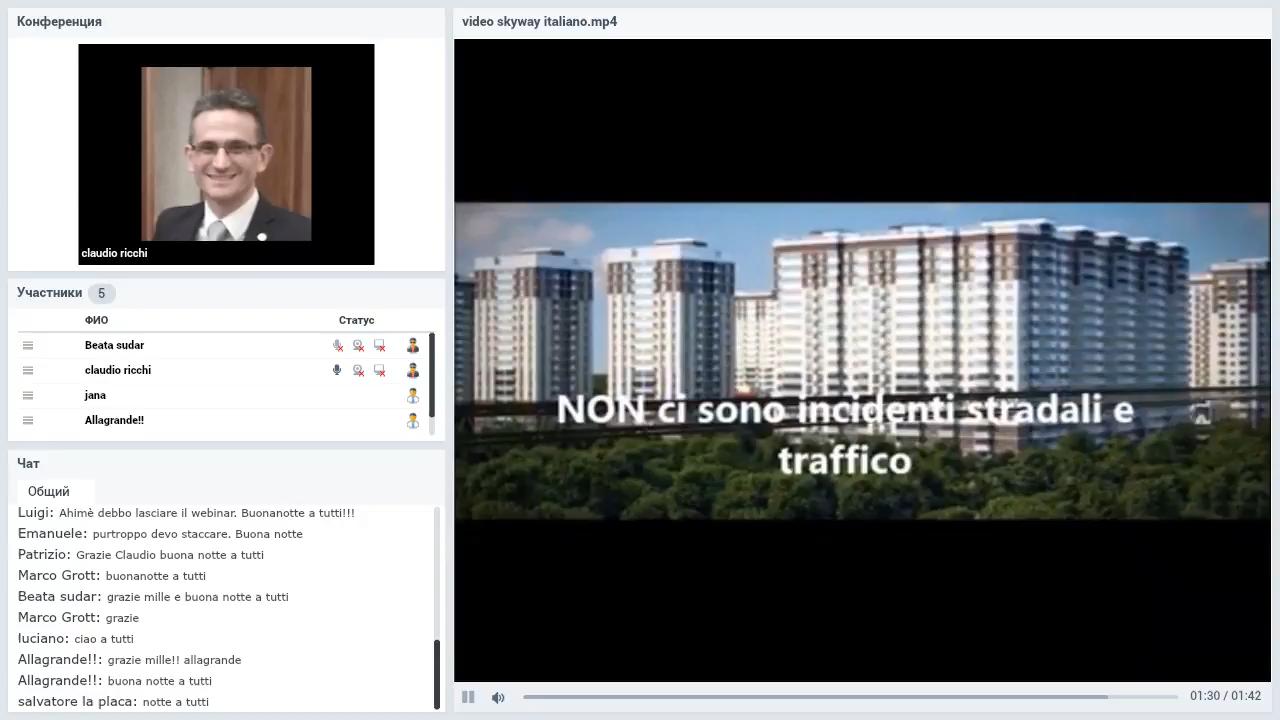 Конференция
claudio ricchi
Участники 5
ФИО Статус
Beata sudar
claudio ricchi
jana
Allagrande!!
Чат
Общий
Luigi: Ahimè debbo lasciare il webinar. Buonanotte a tutti!!!
Emanuele: purtroppo devo staccare. Buona notte
Patrizio: Grazie Claudio buona notte a tutti
Marco Grott: buonanotte a tutti
Beata sudar: grazie mille e buona notte a tutti
Marco Grott: grazie
łuciano: ciao a tutti
Allagrande!!: grazie mille!! allagrande
Allagrande!!: buona notte a tutti
salvatore la placa: notte a tutti
video skyway italiano.mp4
NON ci sono incidenti stradali e
traffico
01:30 / 01:42